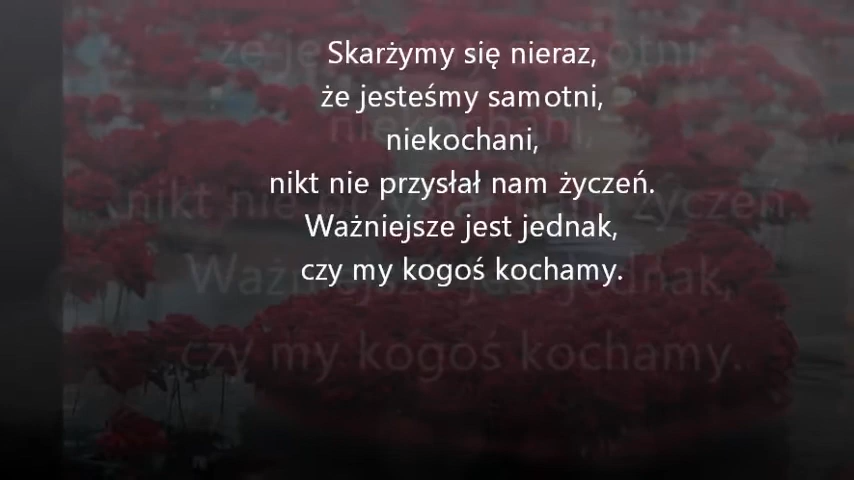 Skarżymy się nieraz,
że jesteśmy samotni,
niekochani,
nikt nie przysłał nam życzeń.
Ważniejsze jest jednak,
czy my kogoś kochamy.